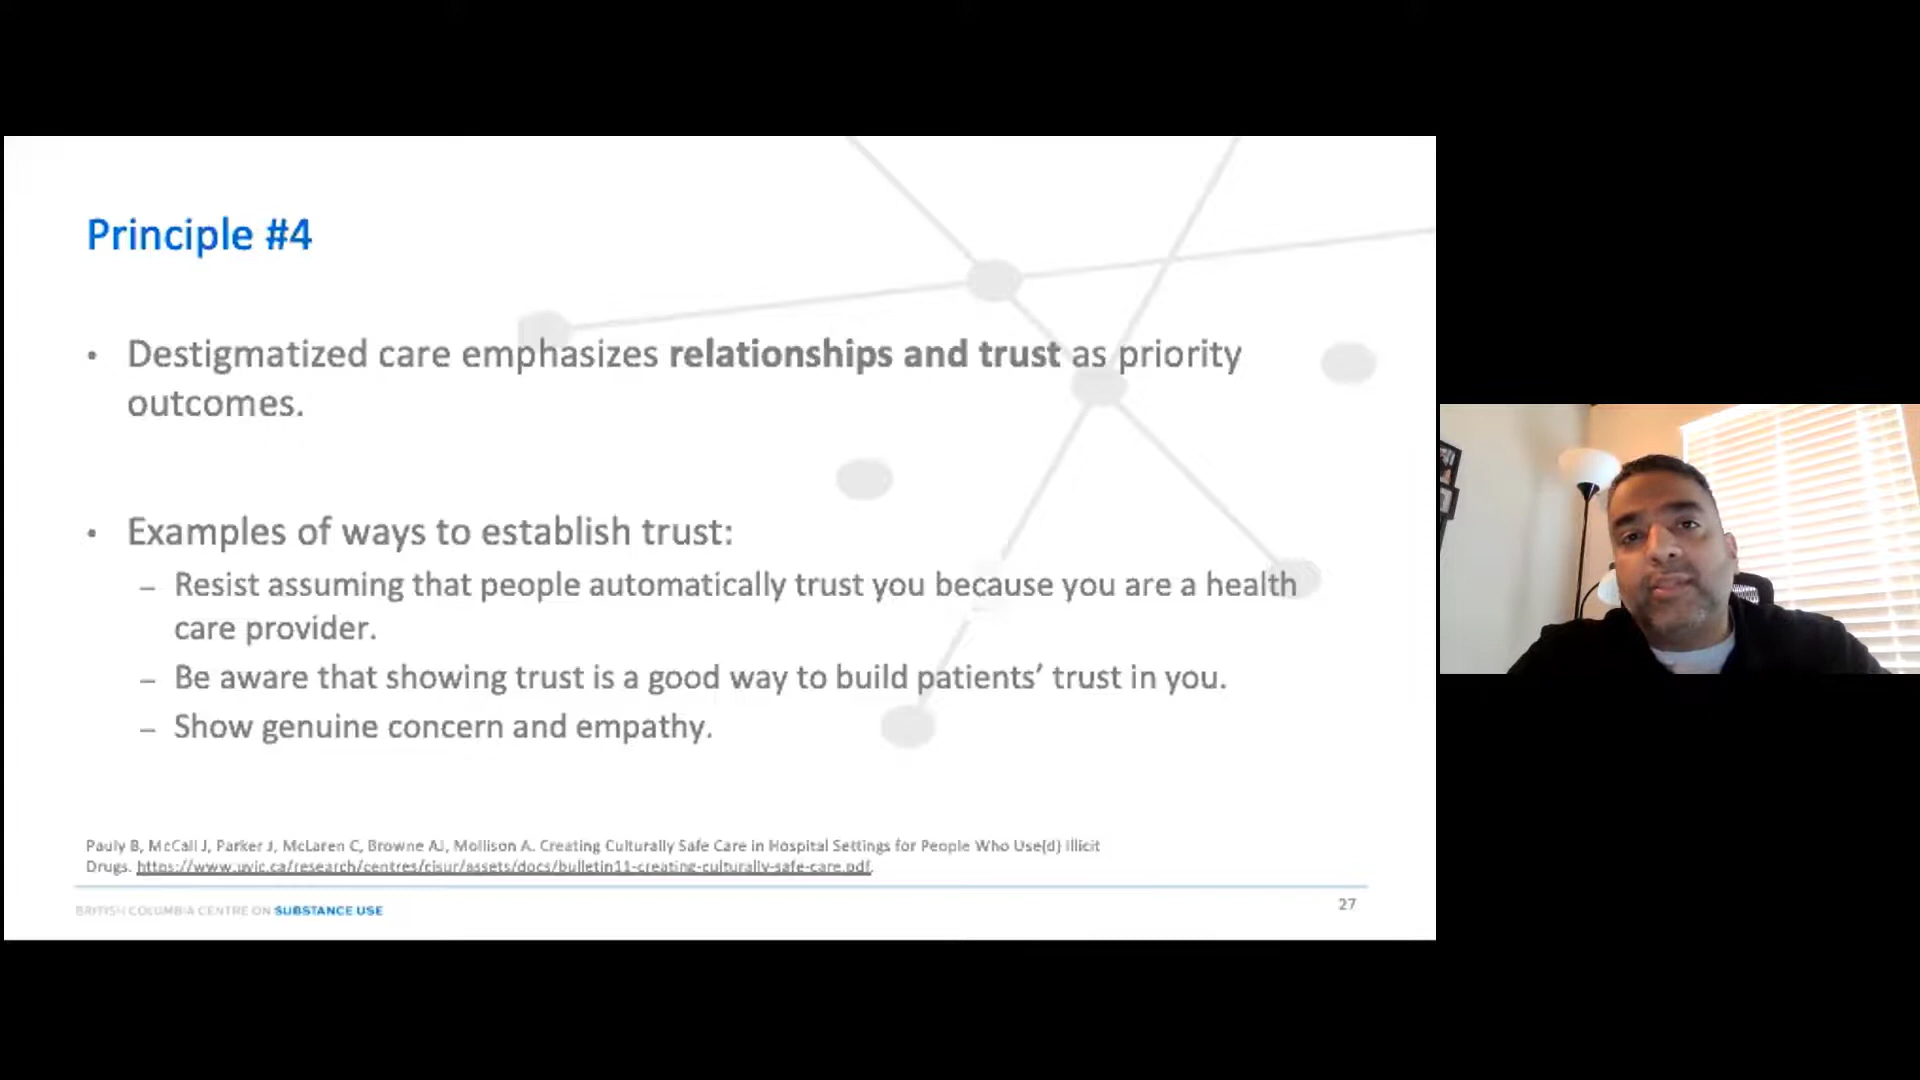 Principle #4
• Destigmatized care emphasizes relationships and trust as priority
outcomes.
• Examples of ways to establish trust:
– Resist assuming that people automatically trust you because you are a health
care provider.
– Be aware that showing trust is a good way to build patients’ trust in you.
– Show genuine concern and empathy.
Pauly B, McCall J, Parker J, McLaren C, Browne AJ, Mollison A. Creating Culturally Safe Care in Hospital Settings for People Who Use(d) Illicit
Drugs. https://www.uvic.ca/research/centres/cisur/assets/docs/bulletin11-creating-culturally-safe-care.pdf.
BRITISH COLUMBIA CENTRE ON SUBSTANCE USE
27